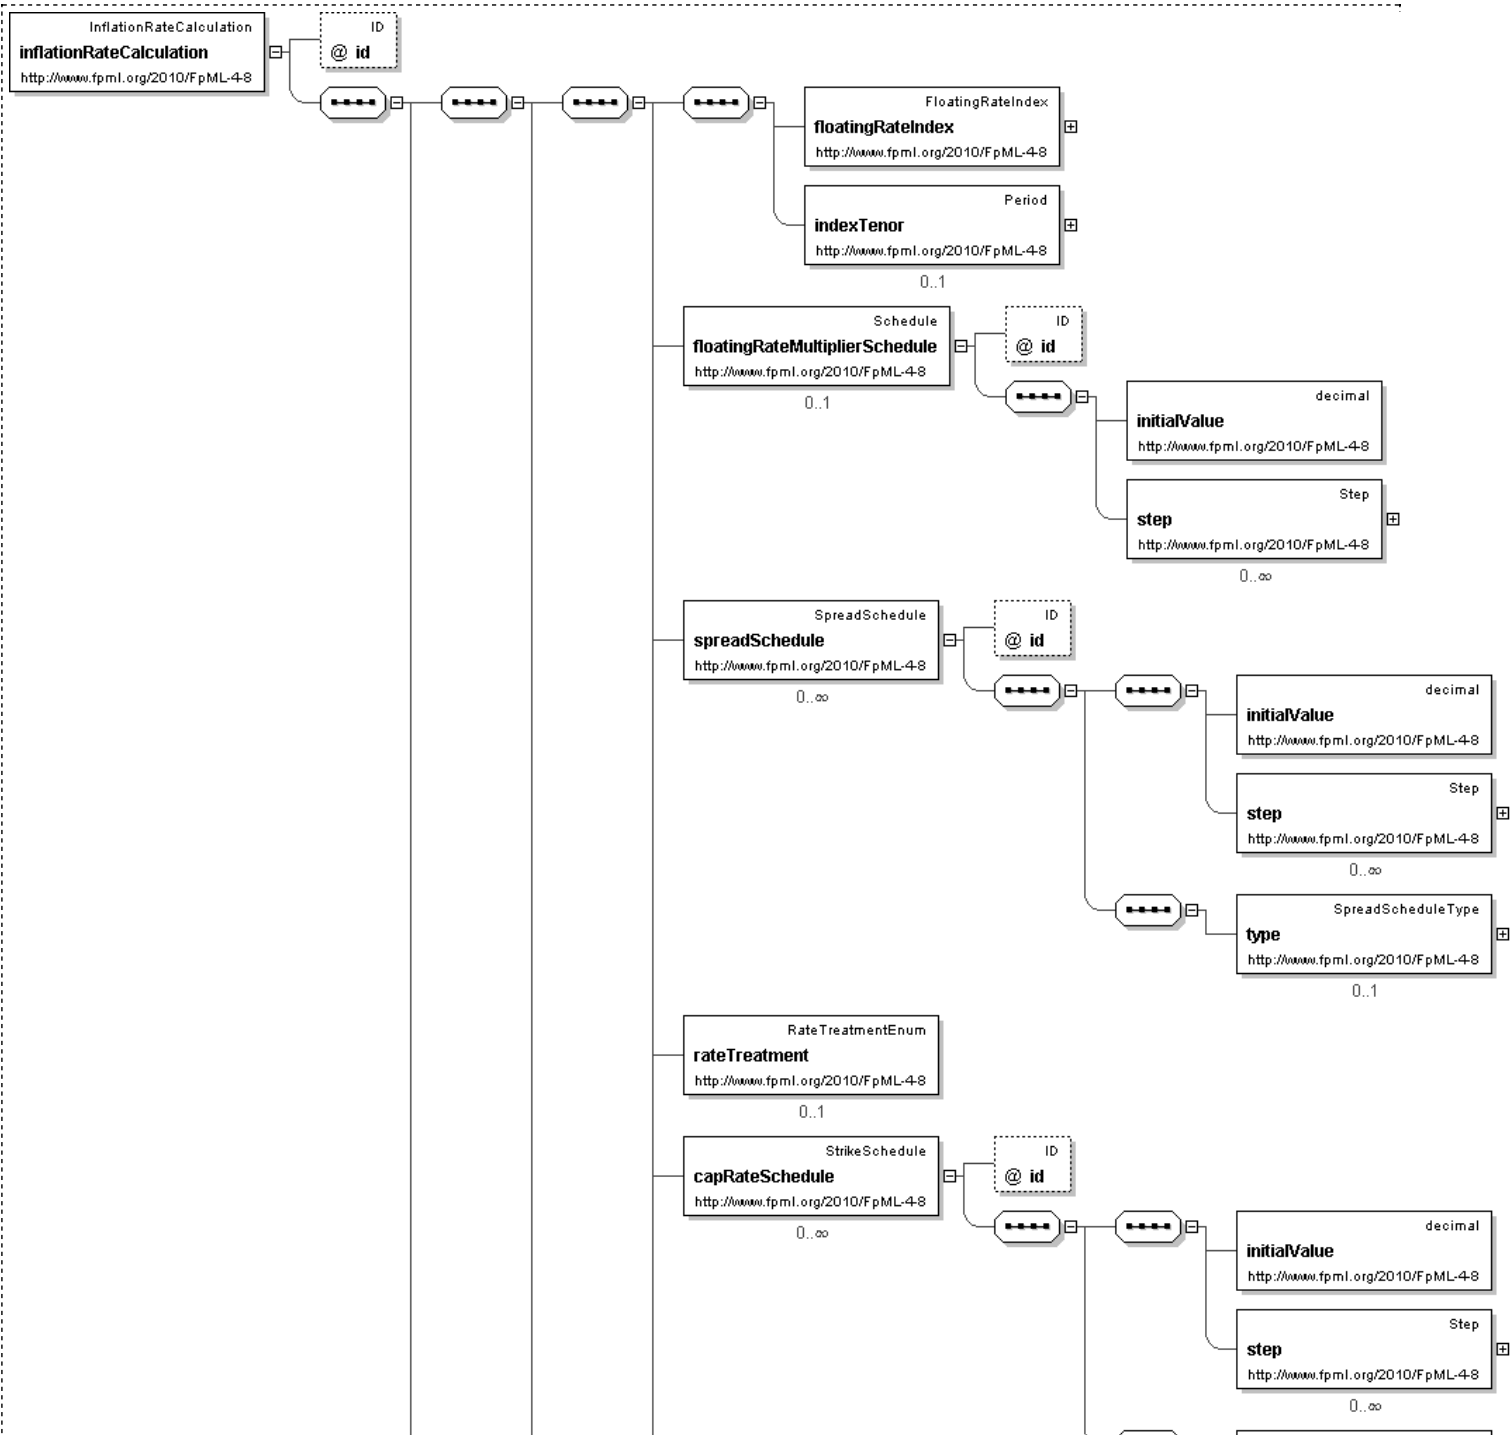 InflationRateCalculation
inflationRateCalculation
http://www.fpml.org/2010/FpML-4-8
ID
@ id
FloatingRateIndex
floatingRateIndex
http://www.fpml.org/2010/FpML-4-8
Period
indexTenor
http://www.fpml.org/2010/FpML-4-8
0..1
Schedule
floatingRateMultiplierSchedule
http://www.fpml.org/2010/FpML-4-8
0..1
ID
@ id
decimal
initialValue
http://www.fpml.org/2010/FpML-4-8
Step
step
http://www.fpml.org/2010/FpML-4-8
0..∞
SpreadSchedule
spreadSchedule
http://www.fpml.org/2010/FpML-4-8
0..∞
ID
@ id
decimal
initialValue
http://www.fpml.org/2010/FpML-4-8
Step
step
http://www.fpml.org/2010/FpML-4-8
0..∞
SpreadScheduleType
type
http://www.fpml.org/2010/FpML-4-8
0..1
RateTreatmentEnum
rateTreatment
http://www.fpml.org/2010/FpML-4-8
0..1
StrikeSchedule
capRateSchedule
http://www.fpml.org/2010/FpML-4-8
0..∞
ID
@ id
decimal
initialValue
http://www.fpml.org/2010/FpML-4-8
Step
step
http://www.fpml.org/2010/FpML-4-8
0..∞